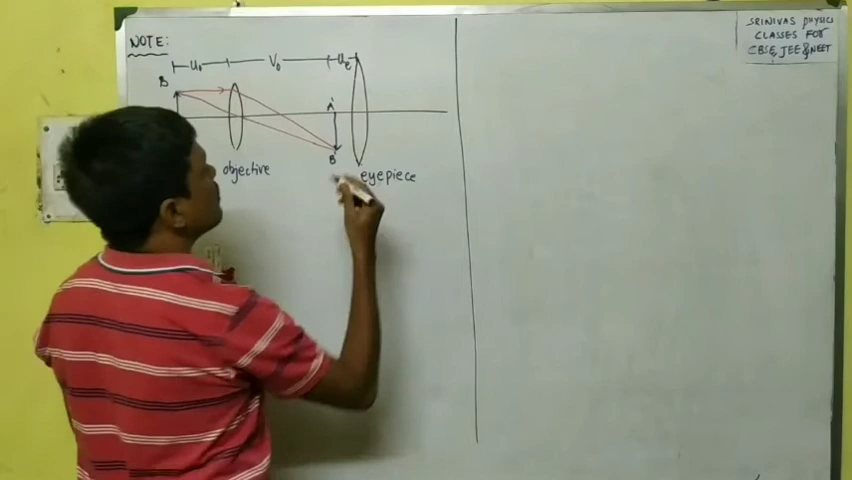 NOTE:
u₀ V₀ uₑ
B
A'
B'
objective
eyepiece
SRINIVAS PHYSICS
CLASSES FOR
CBSE, JEE & NEET